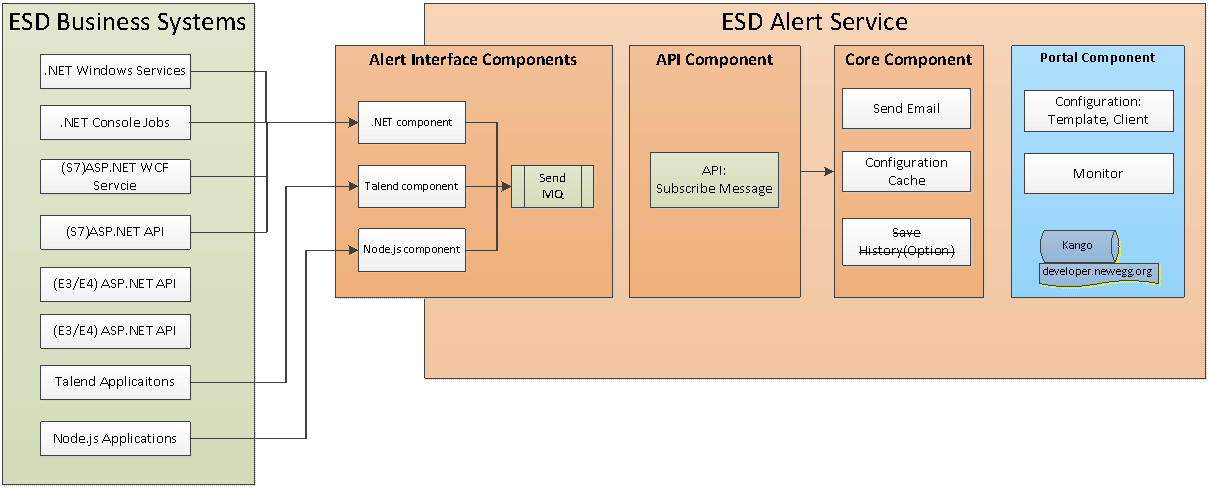 ESD Business Systems
.NET Windows Services
.NET Console Jobs
(S7)ASP.NET WCF
Servcie
(S7)ASP.NET API
(E3/E4) ASP.NET API
(E3/E4) ASP.NET API
Talend Applicaitons
Node.js Applications
ESD Alert Service
Alert Interface Components
.NET component
Talend component
Node.js component
Send
MQ
API Component
API:
Subscribe Message
Core Component
Send Email
Configuration
Cache
Save
History(Option)
Portal Component
Configuration:
Template, Client
Monitor
Kango
developer.newegg.org